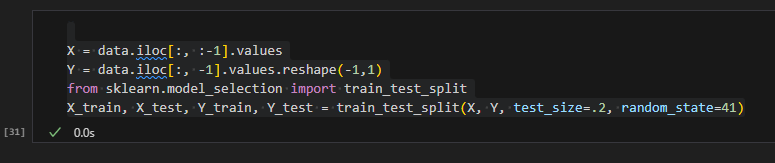 X = data.iloc[:, :-1].values
Y = data.iloc[:, -1].values.reshape(-1,1)
from sklearn.model_selection import train_test_split
X_train, X_test, Y_train, Y_test = train_test_split(X, Y, test_size=.2, random_state=41)
[31] ✓ 0.0s